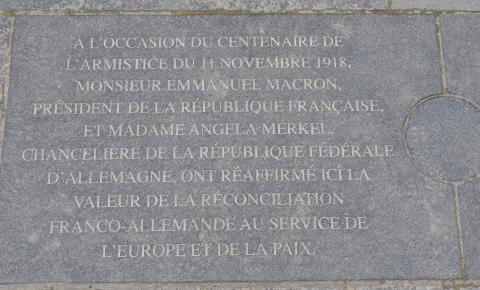 A L'OCCASION DU CENTENAIRE DE
L'ARMISTICE DU 11 NOVEMBRE 1918,
MONSIEUR EMMANUEL MACRON,
PRÉSIDENT DE LA RÉPUBLIQUE FRANÇAISE,
ET MADAME ANGELA MERKEL,
CHANCELIÈRE DE LA RÉPUBLIQUE FÉDÉRALE
D'ALLEMAGNE, ONT RÉAFFIRMÉ ICI LA
VALEUR DE LA RÉCONCILIATION
FRANCO-ALLEMANDE AU SERVICE DE
L'EUROPE ET DE LA PAIX.